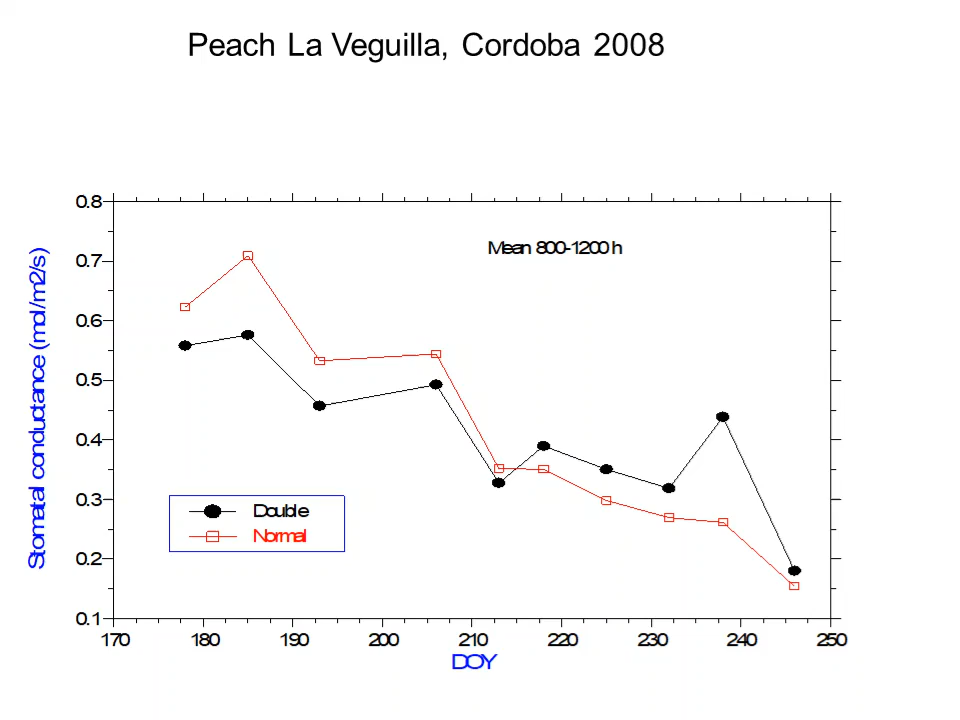 Peach La Veguilla, Cordoba 2008
0.8
0.7
0.6
0.5
0.4
0.3
0.2
0.1
Stomatal conductance (mol/m2/s)
Mean 800-1200 h
Double
Normal
170 180 190 200 210 220 230 240 250
DOY